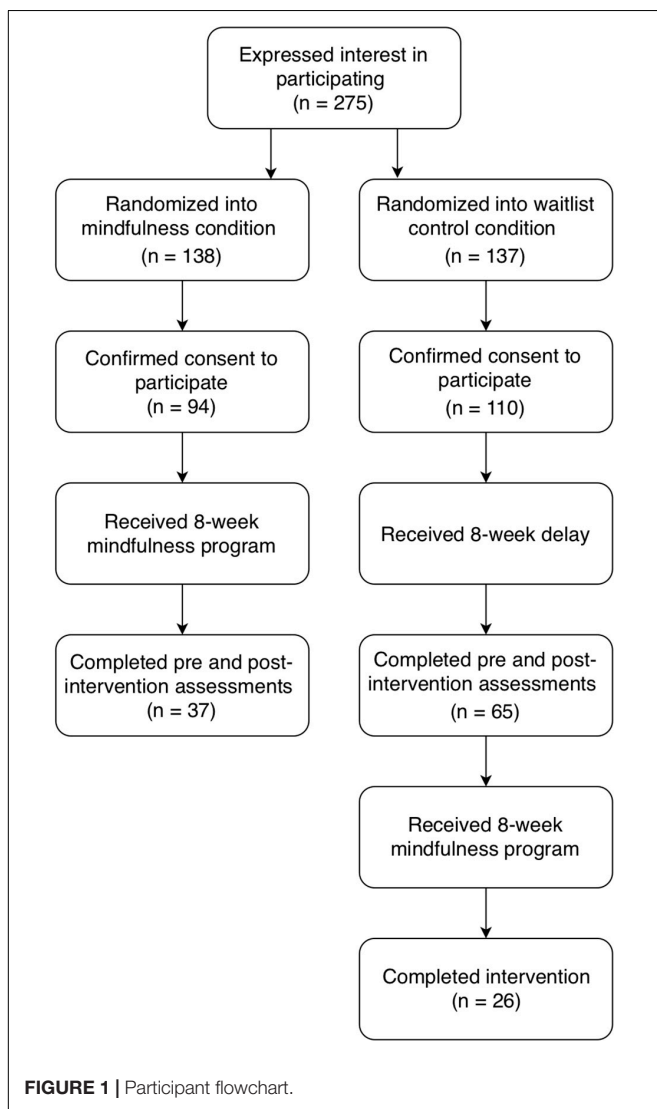 Expressed interest in
participating
(n = 275)
Randomized into
mindfulness condition
(n = 138)
Randomized into waitlist
control condition
(n = 137)
Confirmed consent to
participate
(n = 94)
Confirmed consent to
participate
(n = 110)
Received 8-week
mindfulness program
Received 8-week delay
Completed pre and post-
intervention assessments
(n = 37)
Completed pre and post-
intervention assessments
(n = 65)
Received 8-week
mindfulness program
Completed intervention
(n = 26)
FIGURE 1 | Participant flowchart.